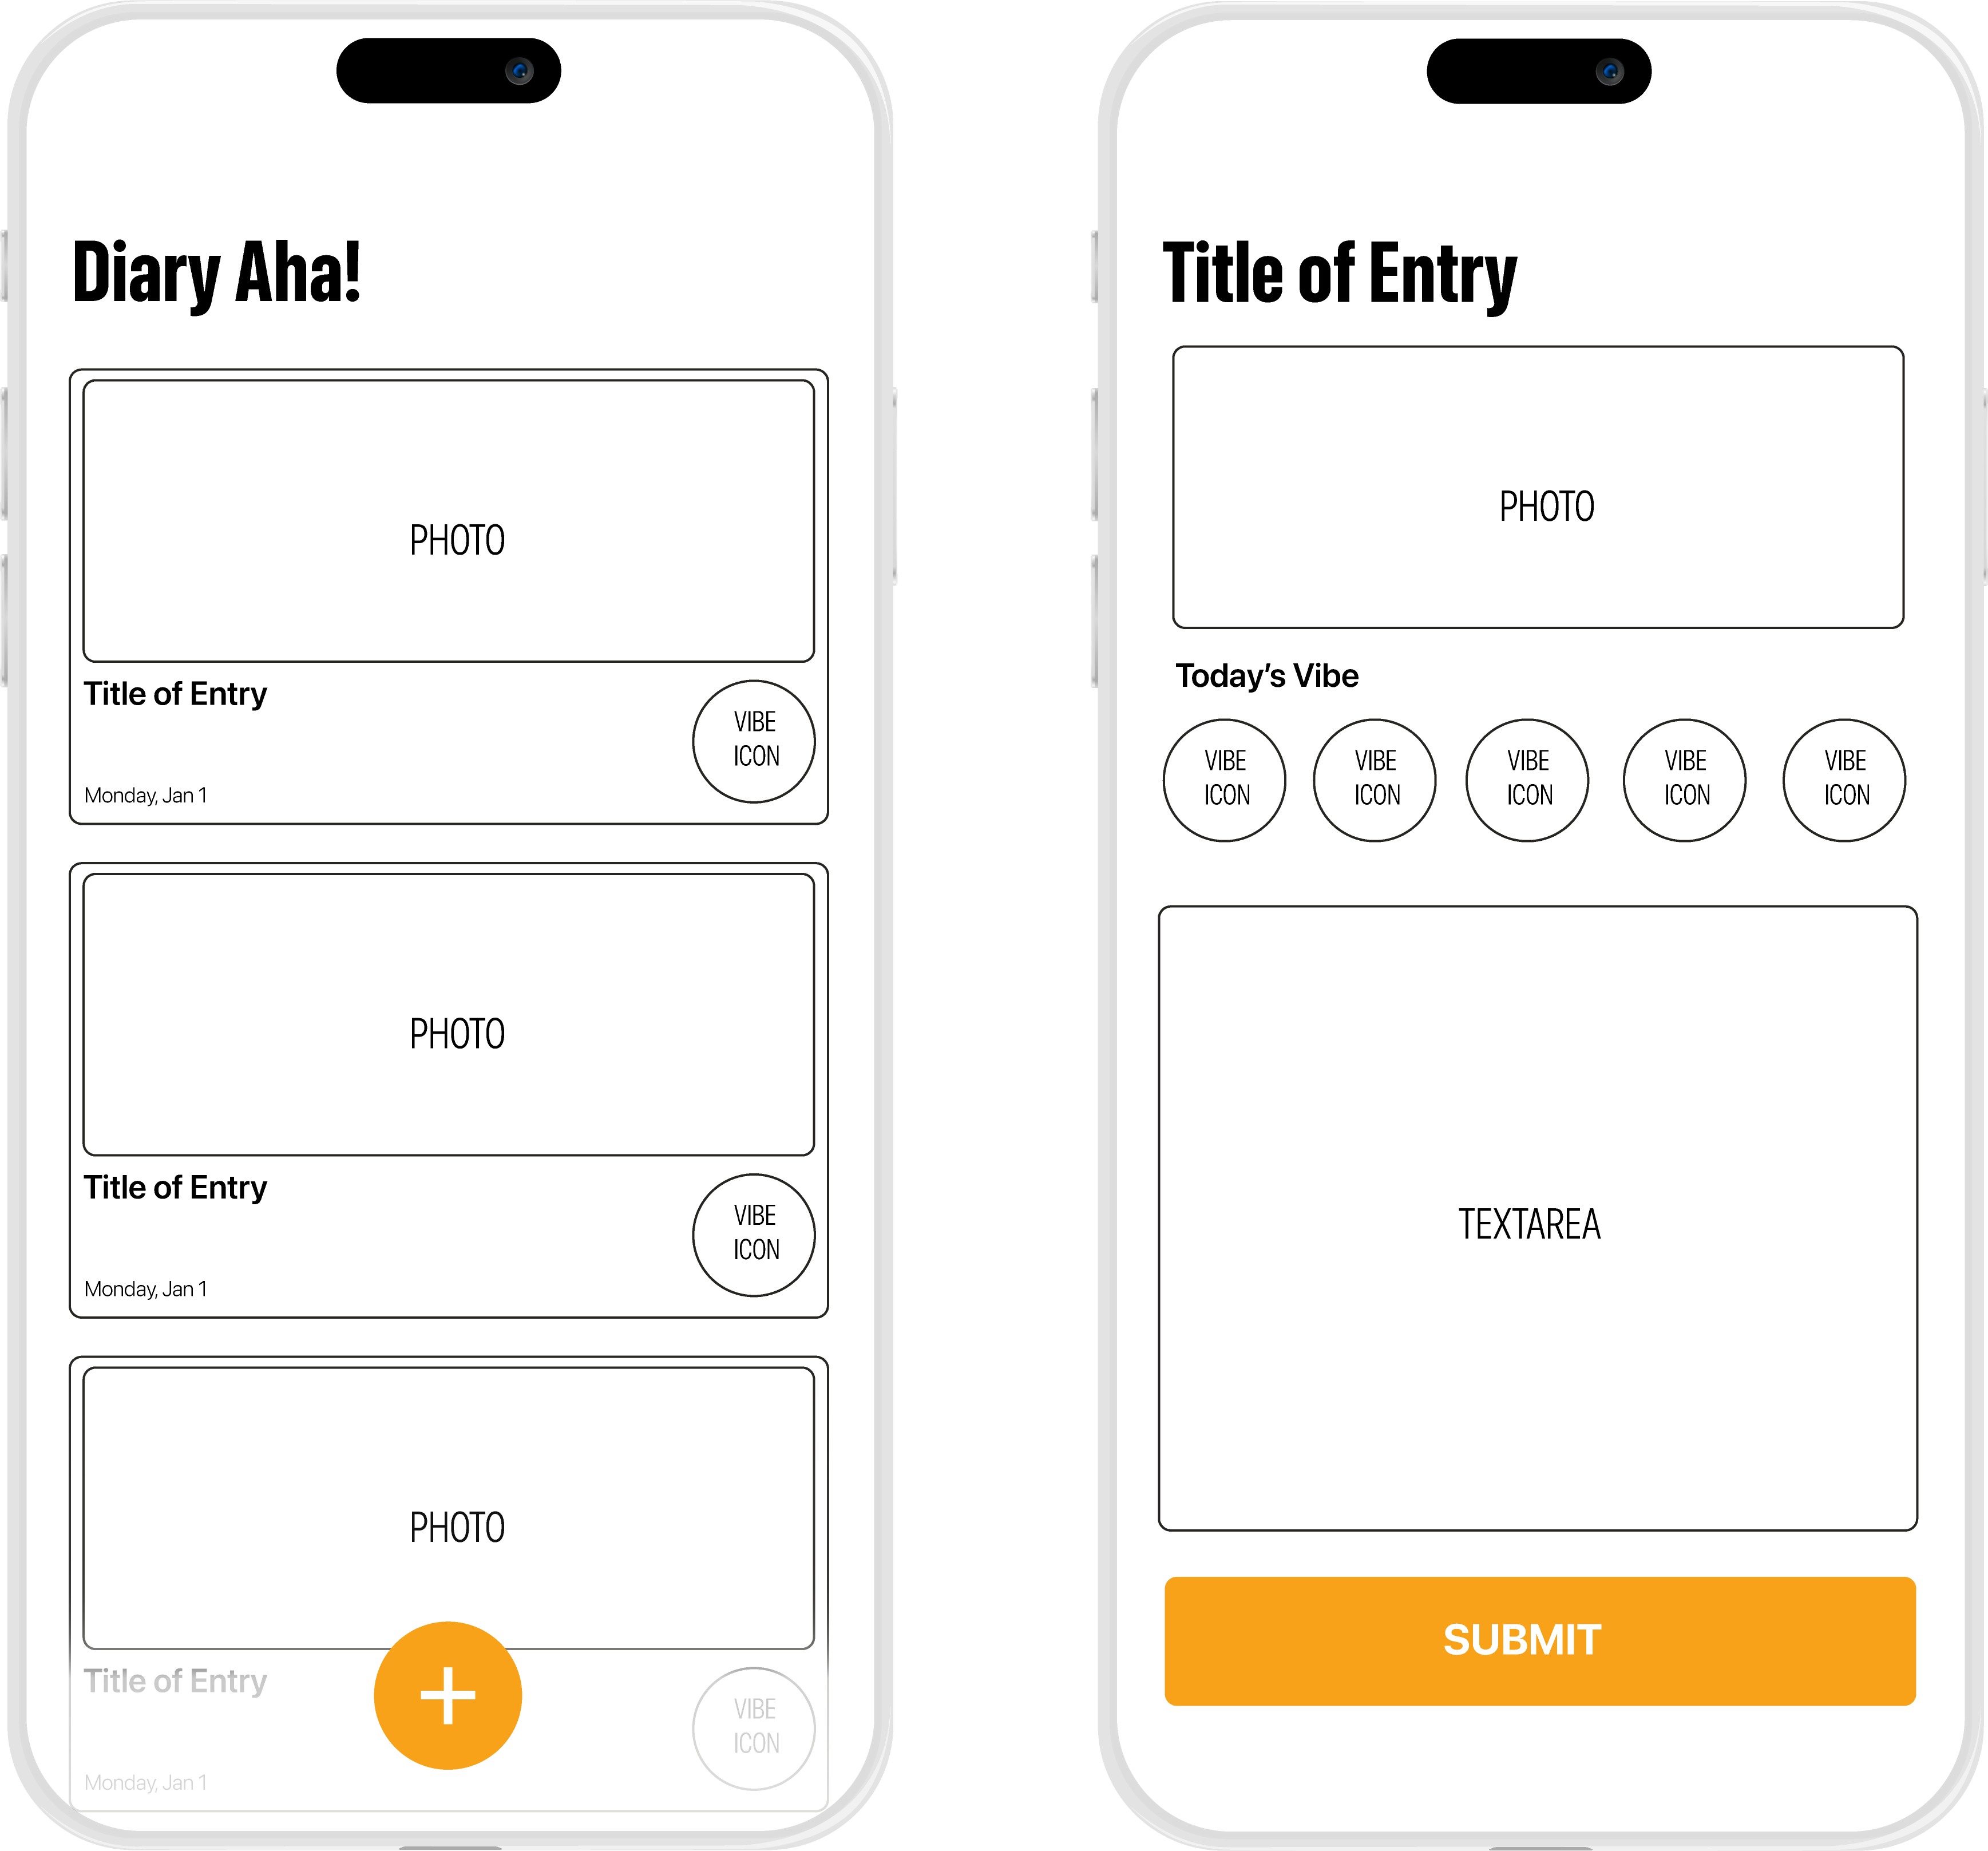 Diary Aha!
PHOTO
Title of Entry
VIBE
ICON
Monday, Jan 1
PHOTO
Title of Entry
VIBE
ICON
Monday, Jan 1
PHOTO
Title of Entry
VIBE
ICON
Monday, Jan 1
Title of Entry
PHOTO
Today’s Vibe
VIBE
ICON
VIBE
ICON
VIBE
ICON
VIBE
ICON
VIBE
ICON
TEXTAREA
SUBMIT